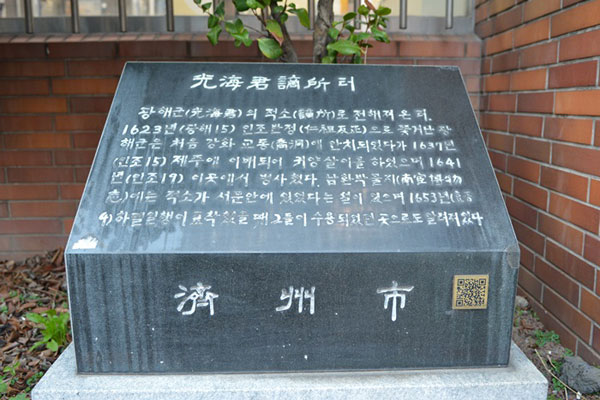 光海君謫所터
광해군(光海君)의 적소(謫所)로 전해져 온 터.
1623년(광해15) 인조반정(仁祖反正)으로 쫓겨난 광
해군은 처음 강화 교동(喬洞)에 안치되었다가 1637년
(인조15) 제주에 이배되어 귀양살이를 하였으며 1641
년(인조19) 이곳에서 병사했다. 남환박물지(南宦博物
志)에는 적소가 서문안에 있었다는 설이 있으며 1653년(효종
4) 하멜일행이 표착했을 때 그들이 수용되었던 곳으로도 알려져있다
濟州市